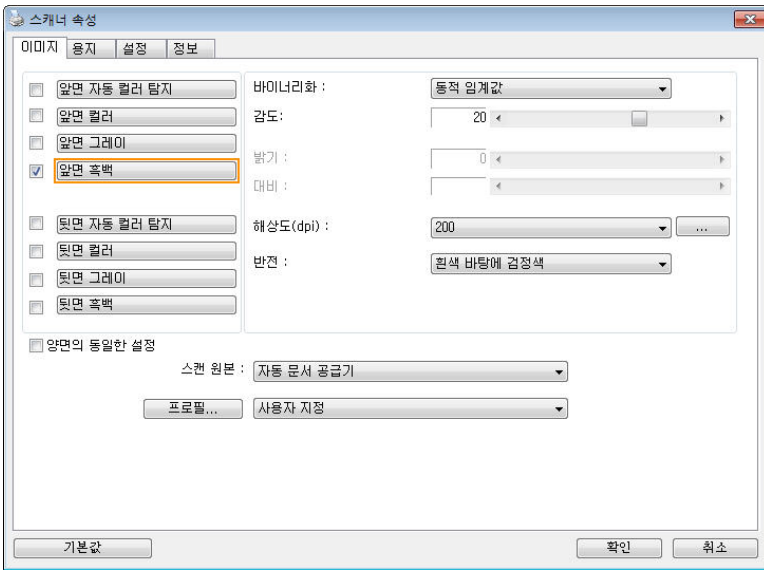 스캐너 속성
이미지 용지 설정 정보
앞면 자동 컬러 탐지
앞면 컬러
앞면 그레이
앞면 흑백
뒷면 자동 컬러 탐지
뒷면 컬러
뒷면 그레이
뒷면 흑백
바이너리화 : 동적 임계값
감도: 20
밝기 : 0
대비 :
해상도(dpi) : 200 ...
반전 : 흰색 바탕에 검정색
양면의 동일한 설정
스캔 원본 : 자동 문서 공급기
프로필... 사용자 지정
기본값 확인 취소